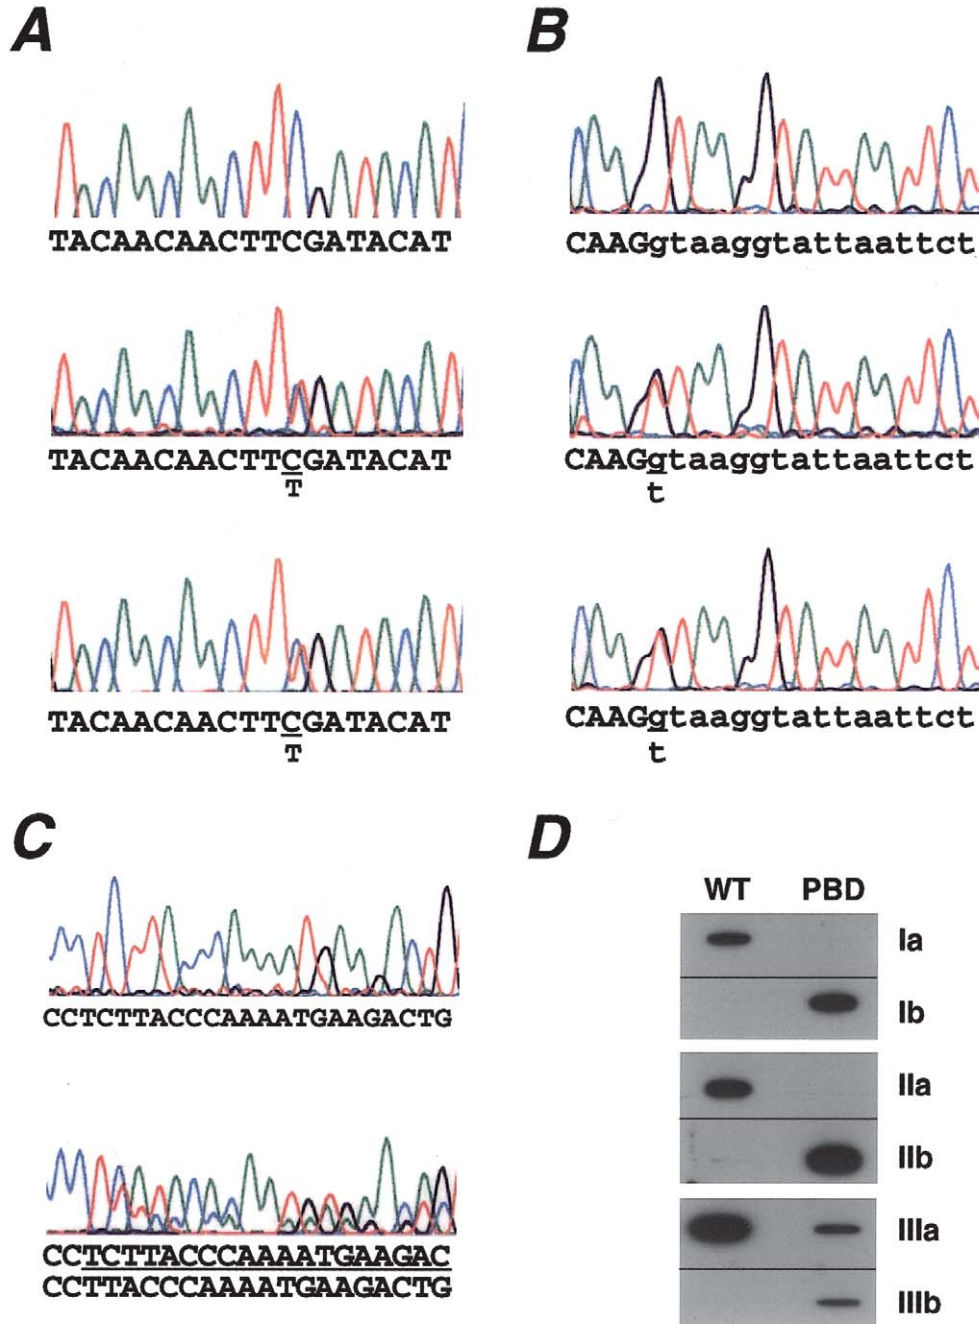 A
TACAACAACTTCGATACAT
TACAACAACTTCGATACAT
T
TACAACAACTTCGATACAT
T
B
CAAGgtaaggtattaattct
CAAGgtaaggtattaattct
t
CAAGgtaaggtattaattct
t
C
CCTCTTACCCAAAATGAAGACTG
CCTCTTACCCAAAATGAAGAC
CCTTACCCAAAATGAAGACTG
D
WT PBD
Ia
Ib
IIa
IIb
IIIa
IIIb